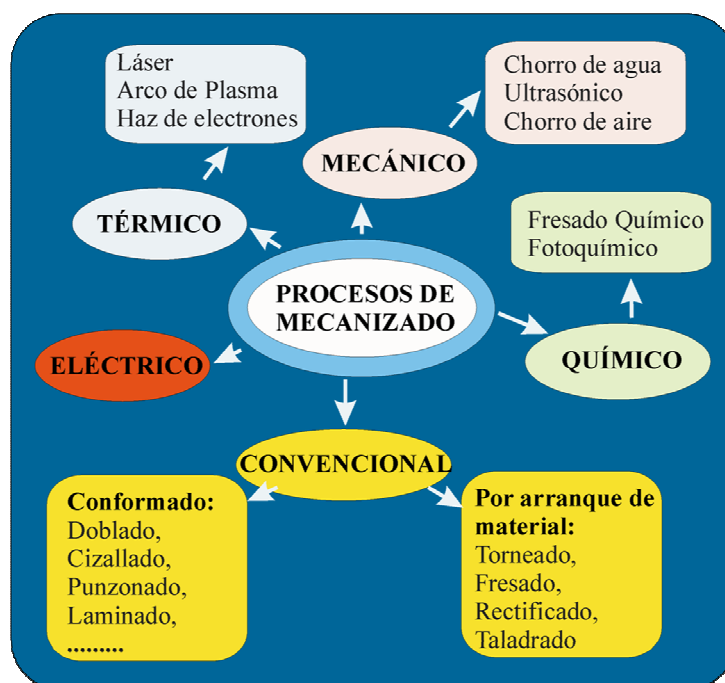 Láser
Arco de Plasma
Haz de electrones
Chorro de agua
Ultrasónico
Chorro de aire
MECÁNICO
TÉRMICO
Fresado Químico
Fotoquímico
PROCESOS DE
MECANIZADO
ELÉCTRICO
QUÍMICO
CONVENCIONAL
Conformado:
Doblado,
Cizallado,
Punzonado,
Laminado,
.........
Por arranque de
material:
Torneado,
Fresado,
Rectificado,
Taladrado